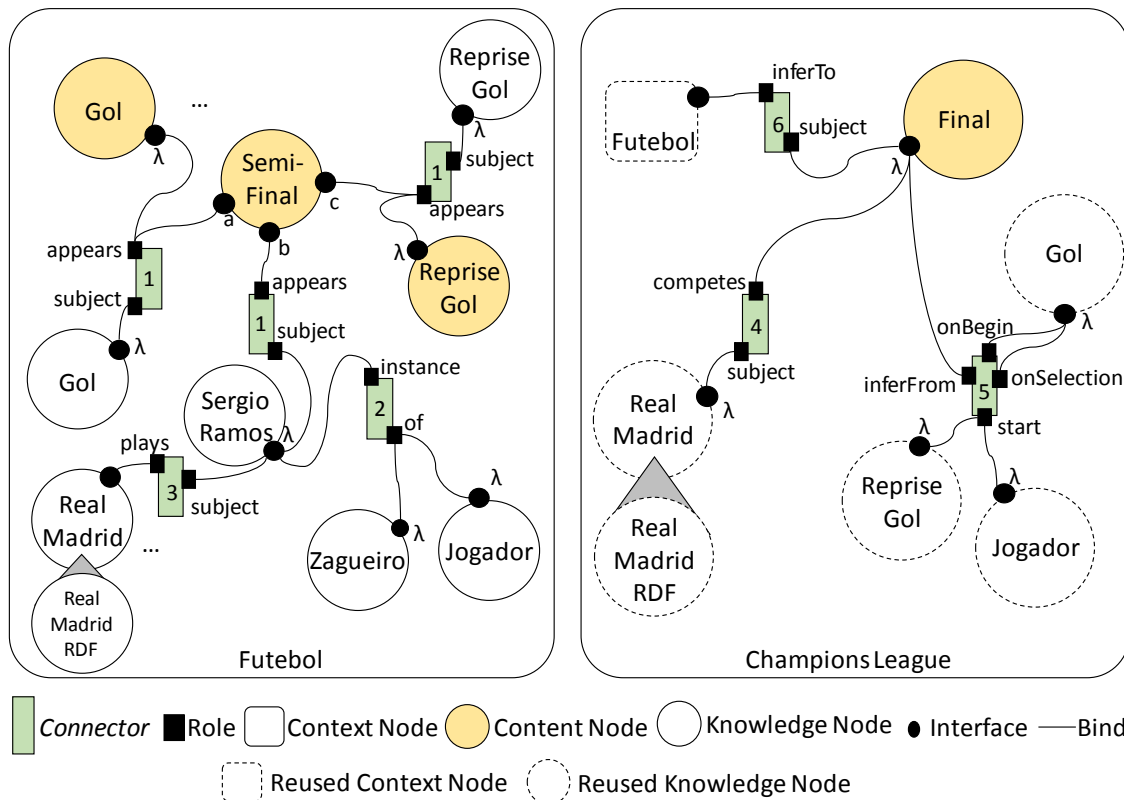 Gol
λ
...
Reprise
Gol
λ
subject
1
appears
Semi-
Final
a
b
c
λ
Reprise
Gol
appears
1
subject
λ
Gol
appears
1
subject
Sergio
Ramos
λ
instance
2
of
plays
3
subject
Real
Madrid
...
Real
Madrid
RDF
λ
Zagueiro
λ
Jogador
Futebol
Futebol
inferTo
6
subject
Final
λ
competes
4
subject
Real
Madrid
λ
Real
Madrid
RDF
Gol
λ
onBegin
onSelection
inferFrom
5
start
λ
Reprise
Gol
λ
Jogador
Champions League
Connector
Role
Context Node
Content Node
Knowledge Node
Interface
Bind
Reused Context Node
Reused Knowledge Node